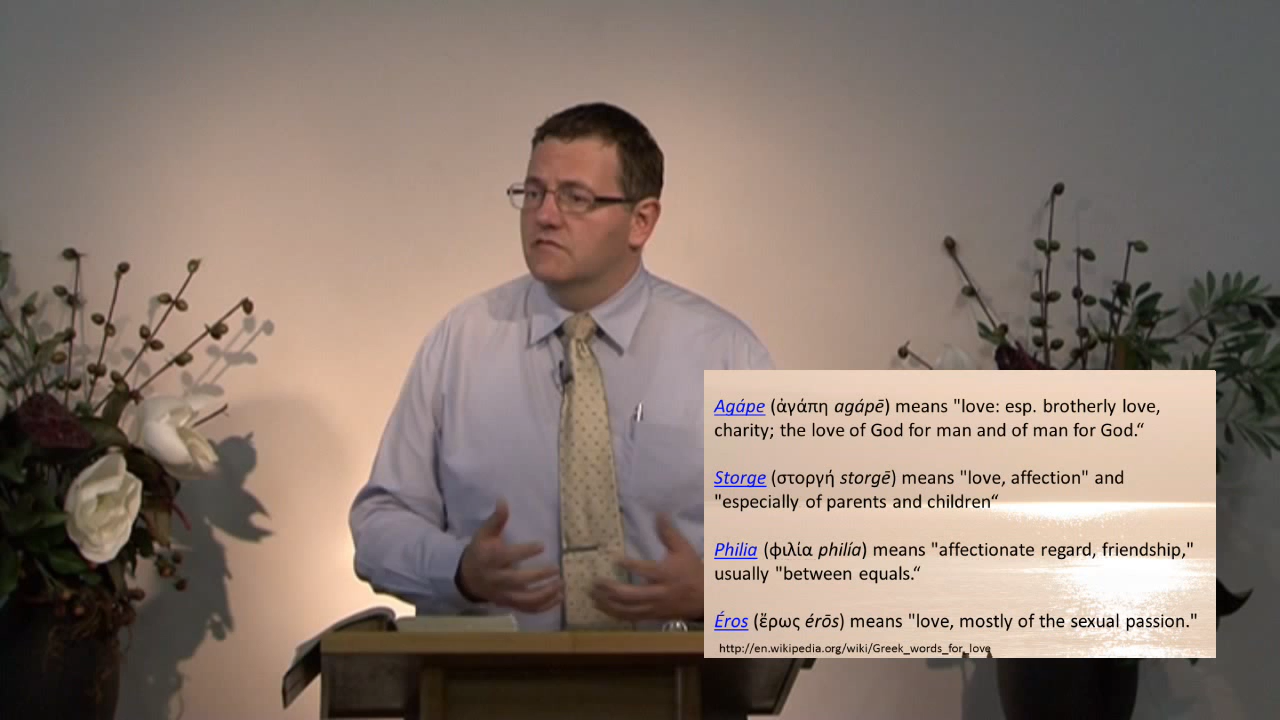 Agápe (ἀγάπη agápē) means "love: esp. brotherly love,
charity; the love of God for man and of man for God.“
Storge (στοργή storgē) means "love, affection" and
"especially of parents and children“
Philia (φιλία philía) means "affectionate regard, friendship,"
usually "between equals.“
Éros (ἔρως érōs) means "love, mostly of the sexual passion."
http://en.wikipedia.org/wiki/Greek_words_for_love